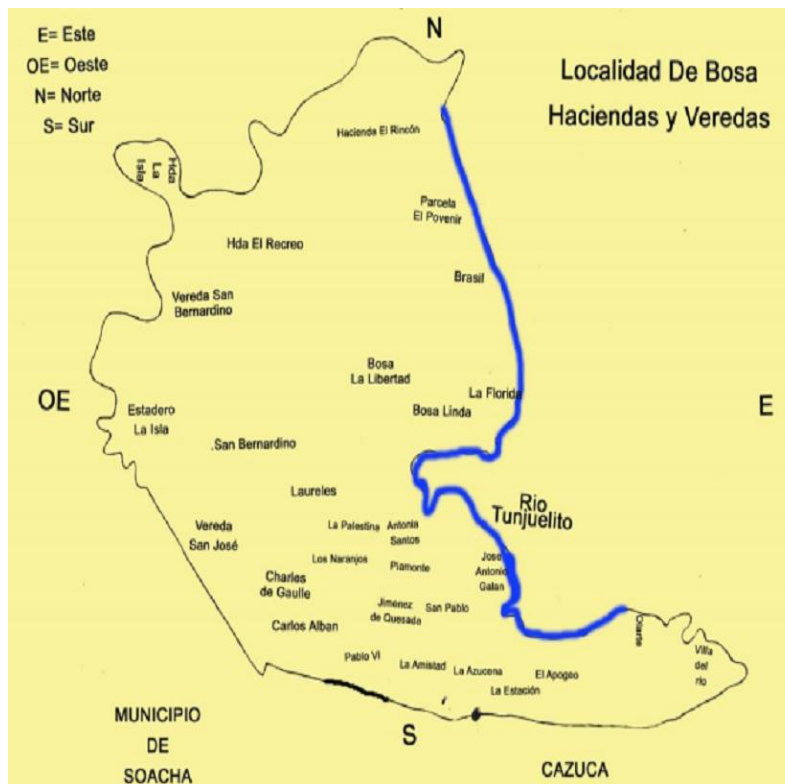 E= Este
OE= Oeste
N= Norte
S= Sur
N
Localidad De Bosa
Haciendas y Veredas
Hacienda El Rincón
Hda
La
Isla
Parcela
El Povenir
Hda El Recreo
Brasil
Vereda San
Bernardino
Bosa
La Libertad
La Florida
OE
E
Estadero
La Isla
Bosa Linda
.San Bernardino
Laureles
Rio
Tunjuelito
Vereda
San José
La Palestina
Antonia
Santos
Los Naranjos
Piamonte
Jose
Antonio
Galan
Charles
de Gaulle
Jiménez
de Quesada
San Pablo
Carlos Alban
Olarte
Villa
del
río
Pablo VI
La Amistad
La Azucena
El Apogeo
La Estación
MUNICIPIO
DE
SOACHA
S
CAZUCA